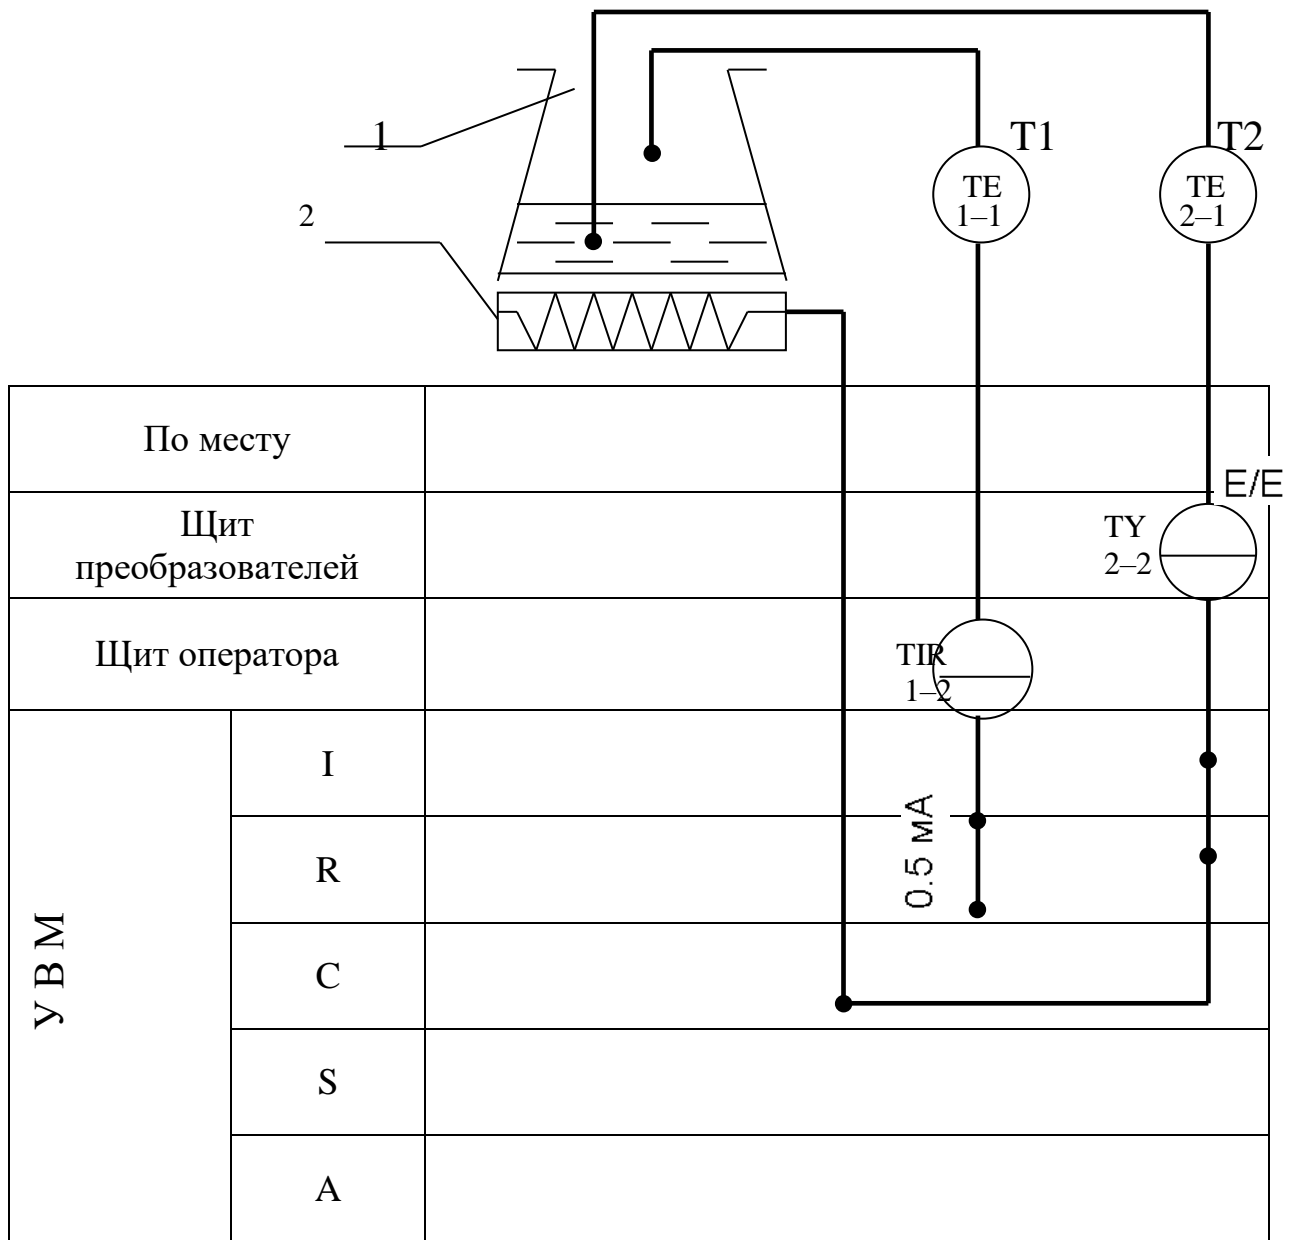 1
T1
T2
TE
1–1
TE
2–1
2
По месту
E/E
Щит
преобразователей
TY
2–2
Щит оператора
TIR
1–2
У В М
I
0.5 мА
R
C
S
A